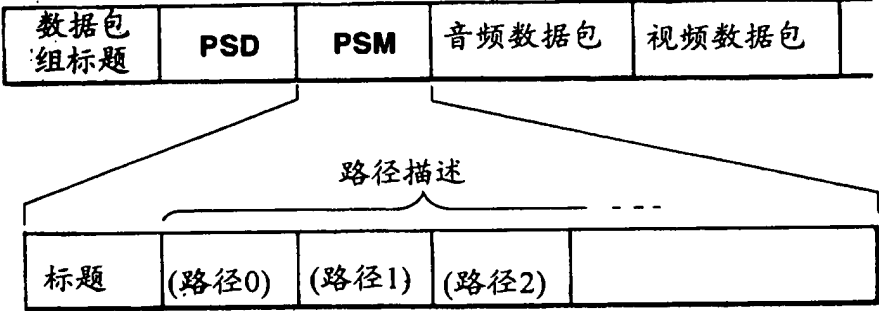 数据包
组标题
PSD
PSM
音频数据包
视频数据包
路径描述
标题
(路径0)
(路径1)
(路径2)